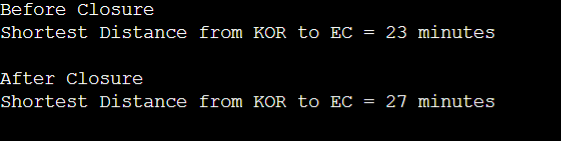 Before Closure
Shortest Distance from KOR to EC = 23 minutes
After Closure
Shortest Distance from KOR to EC = 27 minutes